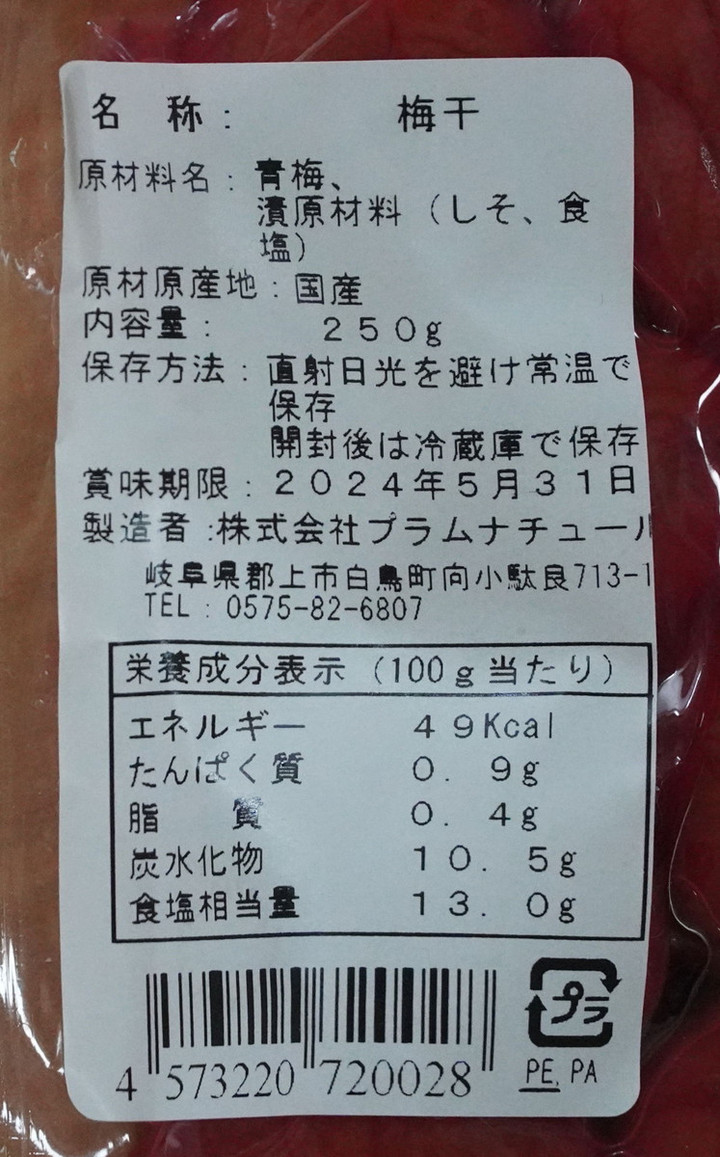 名 称： 梅干
原材料名：青梅、
漬原材料（しそ、食
塩）
原材原産地：国産
内容量： ２５０g
保存方法：直射日光を避け常温で
保存
開封後は冷蔵庫で保存
賞味期限：２０２４年５月３１日
製造者:株式会社プラムナチュール
岐阜県郡上市白鳥町向小駄良713-1
TEL：0575-82-6807
栄養成分表示（100ｇ当たり）
エネルギー ４９Kcal
たんぱく質 ０．９g
脂 質 ０．４g
炭水化物 １０．５g
食塩相当量 １３．０g
プラ
PE, PA
4 573220 720028